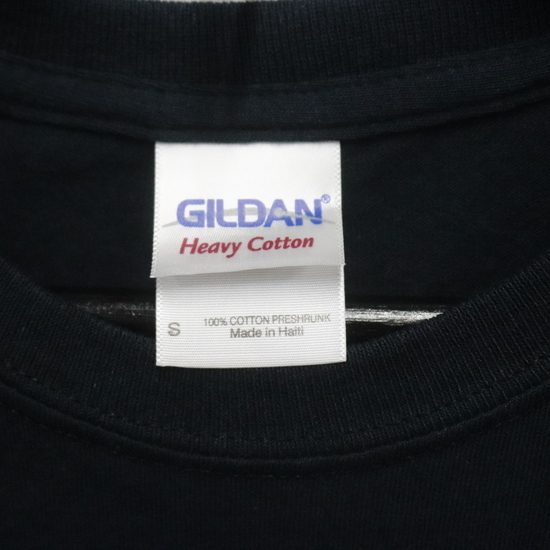 GILDAN®
Heavy Cotton
S
100% COTTON PRESHRUNK
Made in Haiti